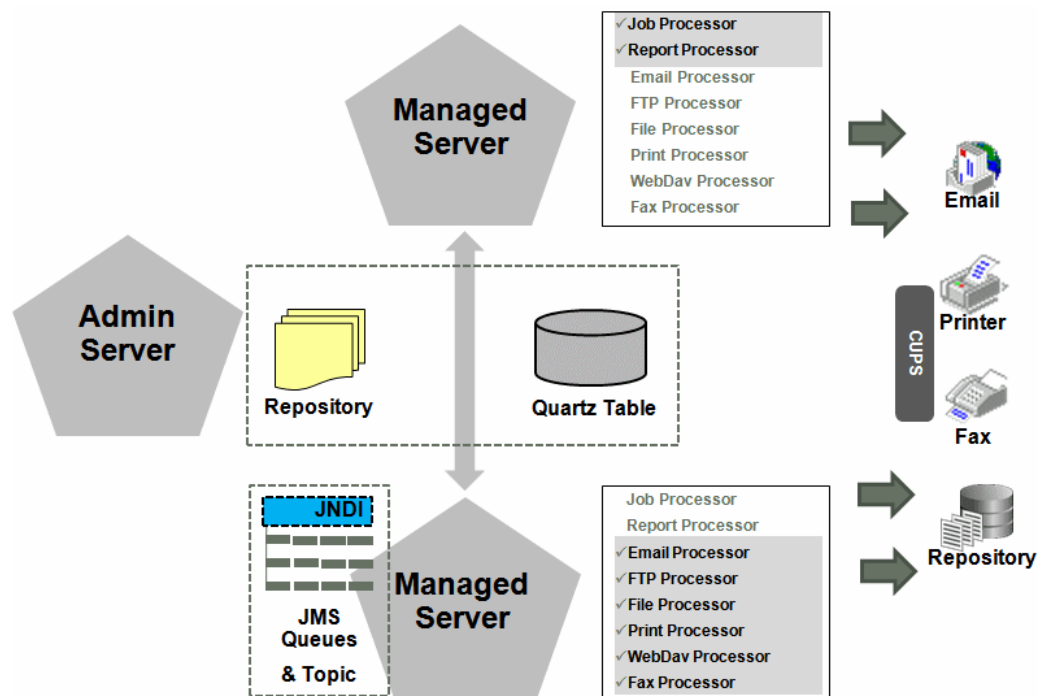 Managed
Server
✓Job Processor
✓Report Processor
Email Processor
FTP Processor
File Processor
Print Processor
WebDav Processor
Fax Processor
Email
Admin
Server
Repository
Quartz Table
CUPS
Printer
Fax
JNDI
JMS
Queues
& Topic
Managed
Server
Job Processor
Report Processor
✓Email Processor
✓FTP Processor
✓File Processor
✓Print Processor
✓WebDav Processor
✓Fax Processor
Repository